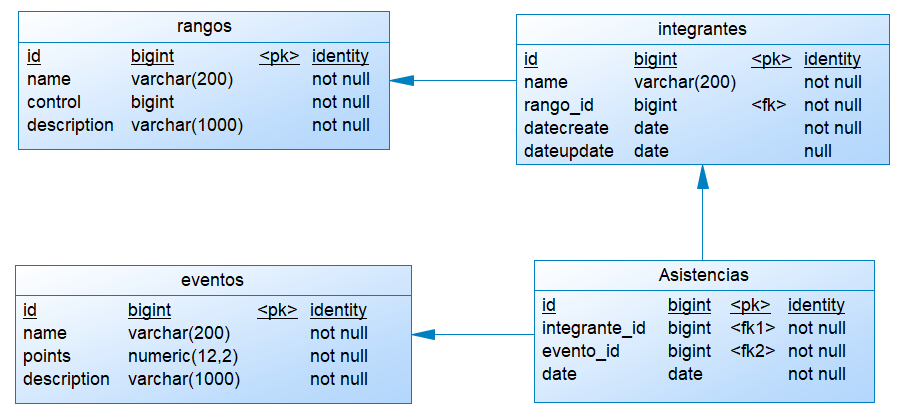 rangos
id bigint <pk> identity
name varchar(200) not null
control bigint not null
description varchar(1000) not null
integrantes
id bigint <pk> identity
name varchar(200) not null
rango_id bigint <fk> not null
datecreate date not null
dateupdate date null
eventos
id bigint <pk> identity
name varchar(200) not null
points numeric(12,2) not null
description varchar(1000) not null
Asistencias
id bigint <pk> identity
integrante_id bigint <fk1> not null
evento_id bigint <fk2> not null
date date not null